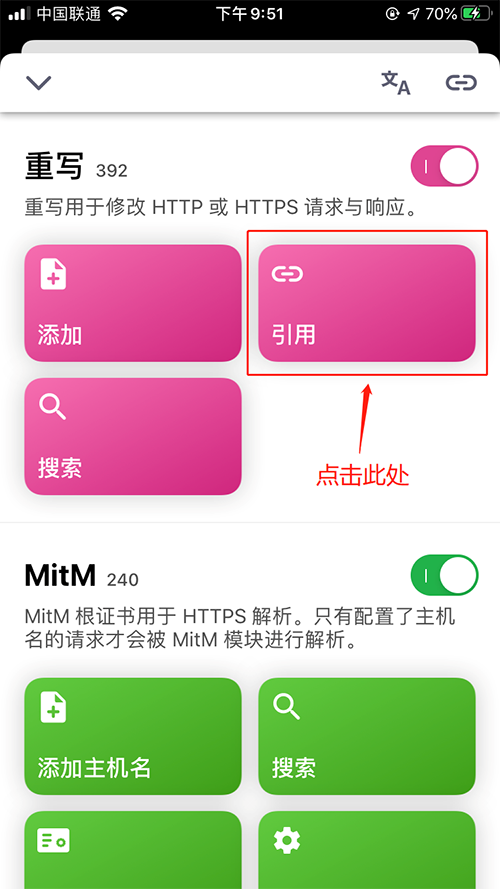 中国联通
下午9:51
70%
文A
重写 392
重写用于修改 HTTP 或 HTTPS 请求与响应。
添加
引用
搜索
点击此处
MitM 240
MitM 根证书用于 HTTPS 解析。只有配置了主机
名的请求才会被 MitM 模块进行解析。
添加主机名
搜索